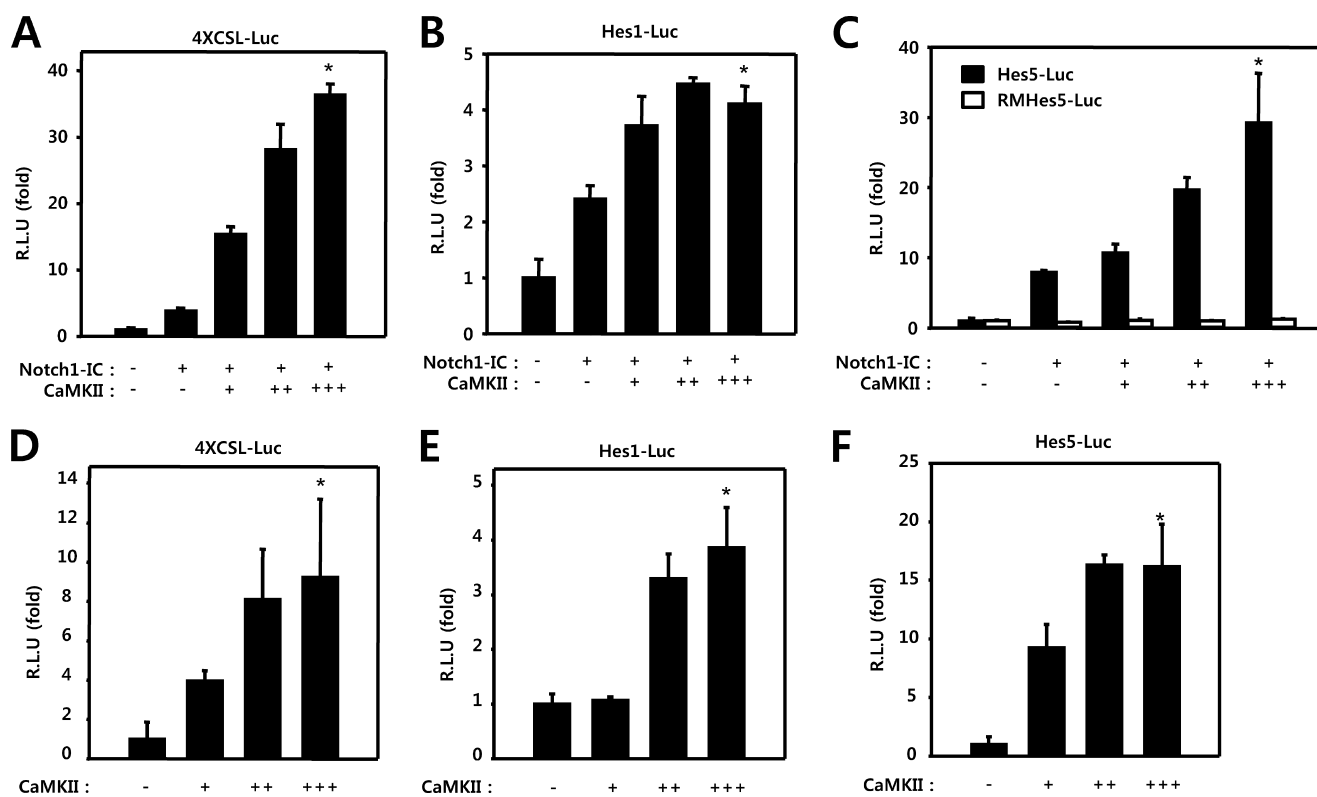 A
4XCSL-Luc
R.L.U (fold)
40
30
20
10
0
Notch1-IC : - + + + +
CaMKII : - - + ++ +++
B
Hes1-Luc
R.L.U (fold)
5
4
3
2
1
0
*
Notch1-IC : - + + + +
CaMKII : - - + ++ +++
C
R.L.U (fold)
40
30
20
10
0
Hes5-Luc
RMHes5-Luc
*
Notch1-IC : - + + + +
CaMKII : - - + ++ +++
D
4XCSL-Luc
R.L.U (fold)
14
12
10
8
6
4
2
0
*
CaMKII : - + ++ +++
E
Hes1-Luc
R.L.U (fold)
5
4
3
2
1
0
*
CaMKII : - + ++ +++
F
Hes5-Luc
R.L.U (fold)
25
20
15
10
5
0
*
CaMKII : - + ++ +++